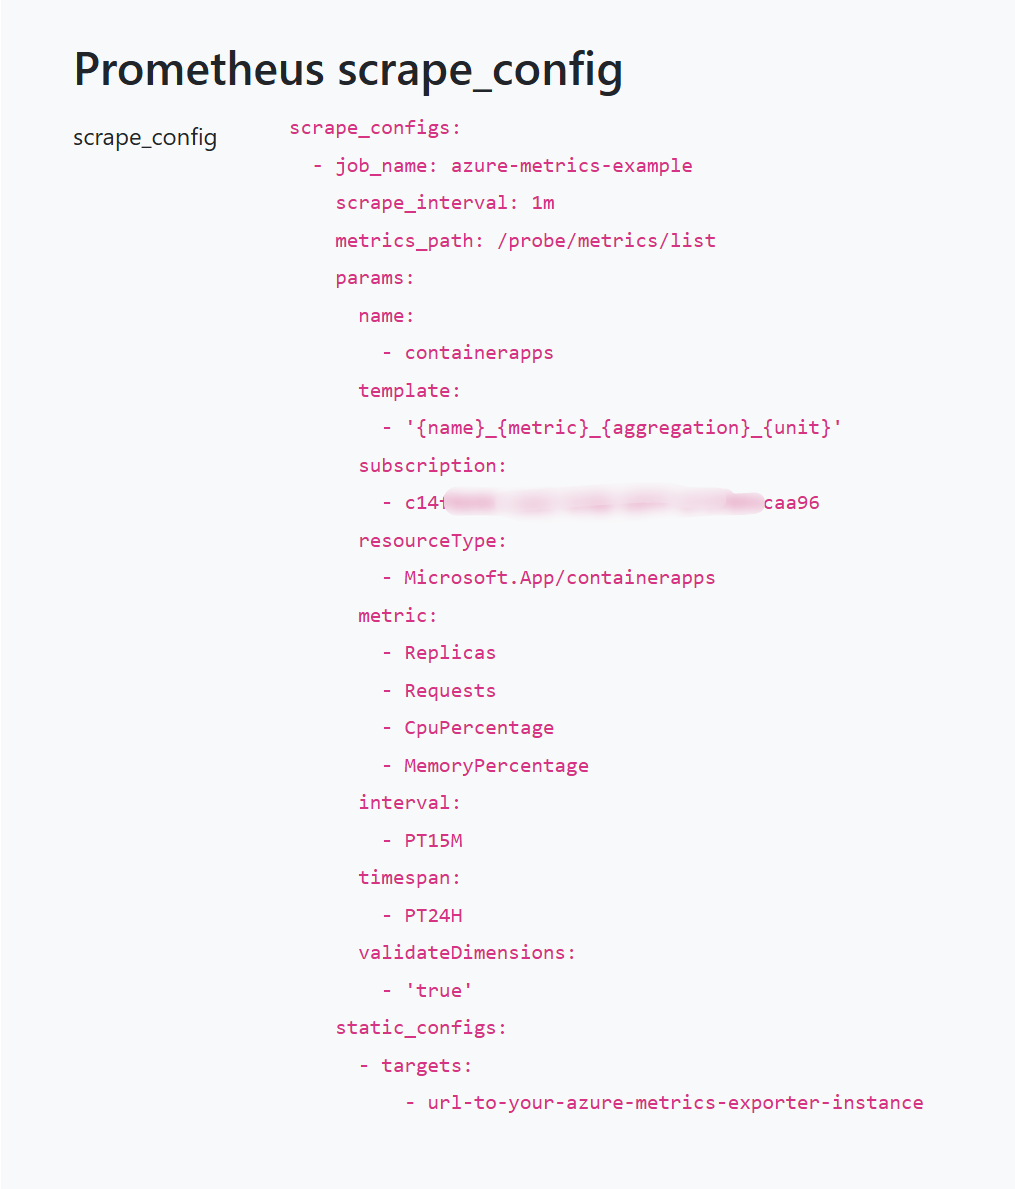 Prometheus scrape_config
scrape_config
scrape_configs:
  - job_name: azure-metrics-example
    scrape_interval: 1m
    metrics_path: /probe/metrics/list
    params:
      name:
        - containerapps
      template:
        - '{name}_{metric}_{aggregation}_{unit}'
      subscription:
        - c14 caa96
      resourceType:
        - Microsoft.App/containerapps
      metric:
        - Replicas
        - Requests
        - CpuPercentage
        - MemoryPercentage
      interval:
        - PT15M
      timespan:
        - PT24H
      validateDimensions:
        - 'true'
    static_configs:
      - targets:
          - url-to-your-azure-metrics-exporter-instance